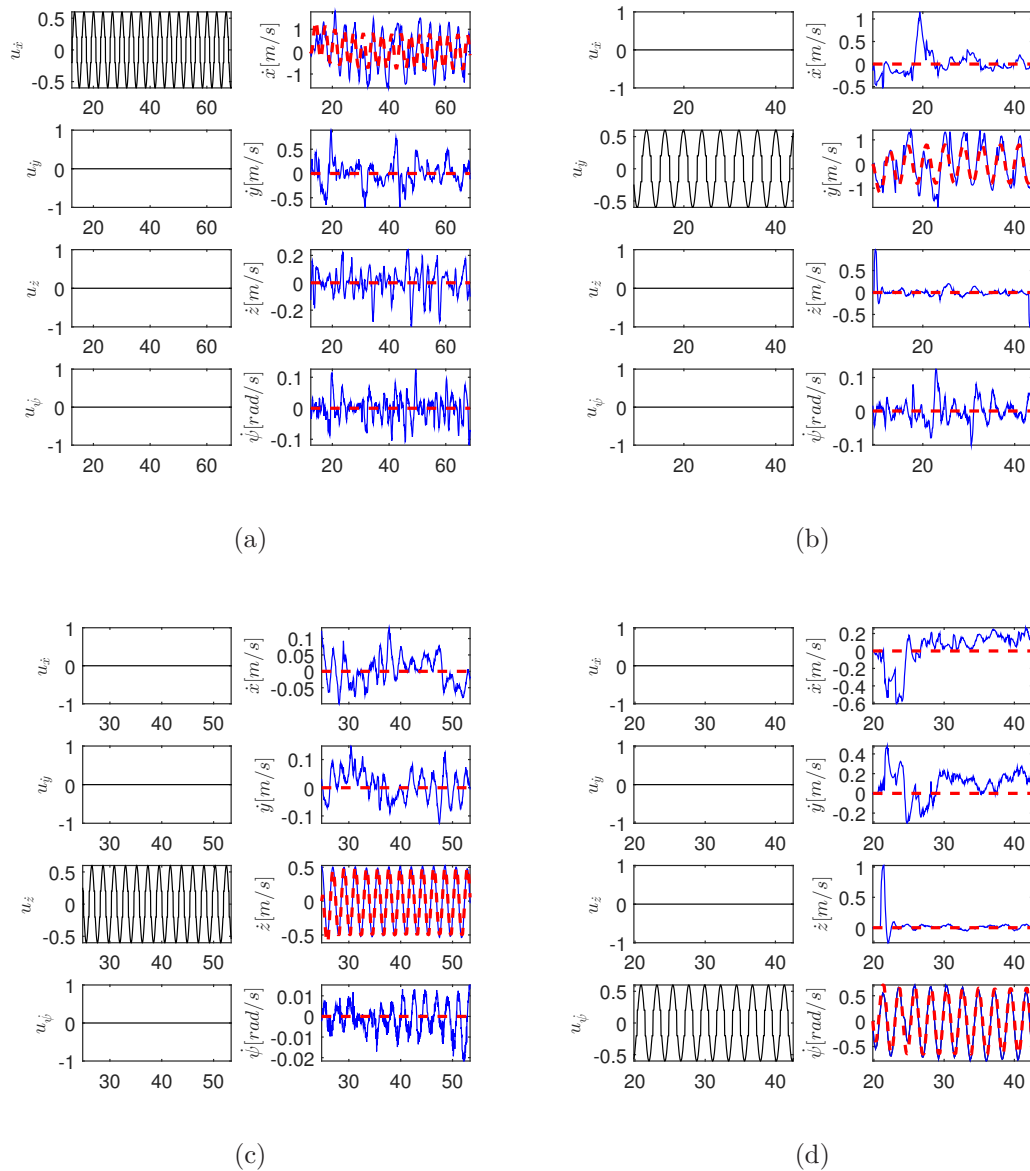 u_ẋ 0.5 0 -0.5 20 40 60
ẋ[m/s] 1 0 -1 20 40 60
u_ẏ 1 0 -1 20 40 60
ẏ[m/s] 0.5 0 -0.5 20 40 60
u_ż 1 0 -1 20 40 60
ż[m/s] 0.2 0 -0.2 20 40 60
u_ψ̇ 1 0 -1 20 40 60
ψ̇[rad/s] 0.1 0 -0.1 20 40 60
(a)
u_ẋ 1 0 -1 20 40
ẋ[m/s] 1 0.5 0 -0.5 20 40
u_ẏ 0.5 0 -0.5 20 40
ẏ[m/s] 1 0 -1 20 40
u_ż 1 0 -1 20 40
ż[m/s] 0.5 0 -0.5 20 40
u_ψ̇ 1 0 -1 20 40
ψ̇[rad/s] 0.1 0 -0.1 20 40
(b)
u_ẋ 1 0 -1 30 40 50
ẋ[m/s] 0.1 0.05 0 -0.05 30 40 50
u_ẏ 1 0 -1 30 40 50
ẏ[m/s] 0.1 0 -0.1 30 40 50
u_ż 0.5 0 -0.5 30 40 50
ż[m/s] 0.5 0 -0.5 30 40 50
u_ψ̇ 1 0 -1 30 40 50
ψ̇[rad/s] 0.01 0 -0.01 -0.02 30 40 50
(c)
u_ẋ 1 0 -1 20 30 40
ẋ[m/s] 0.2 0 -0.2 -0.4 -0.6 20 30 40
u_ẏ 1 0 -1 20 30 40
ẏ[m/s] 0.4 0.2 0 -0.2 20 30 40
u_ż 1 0 -1 20 30 40
ż[m/s] 1 0.5 0 20 30 40
u_ψ̇ 0.5 0 -0.5 20 30 40
ψ̇[rad/s] 0.5 0 -0.5 20 30 40
(d)